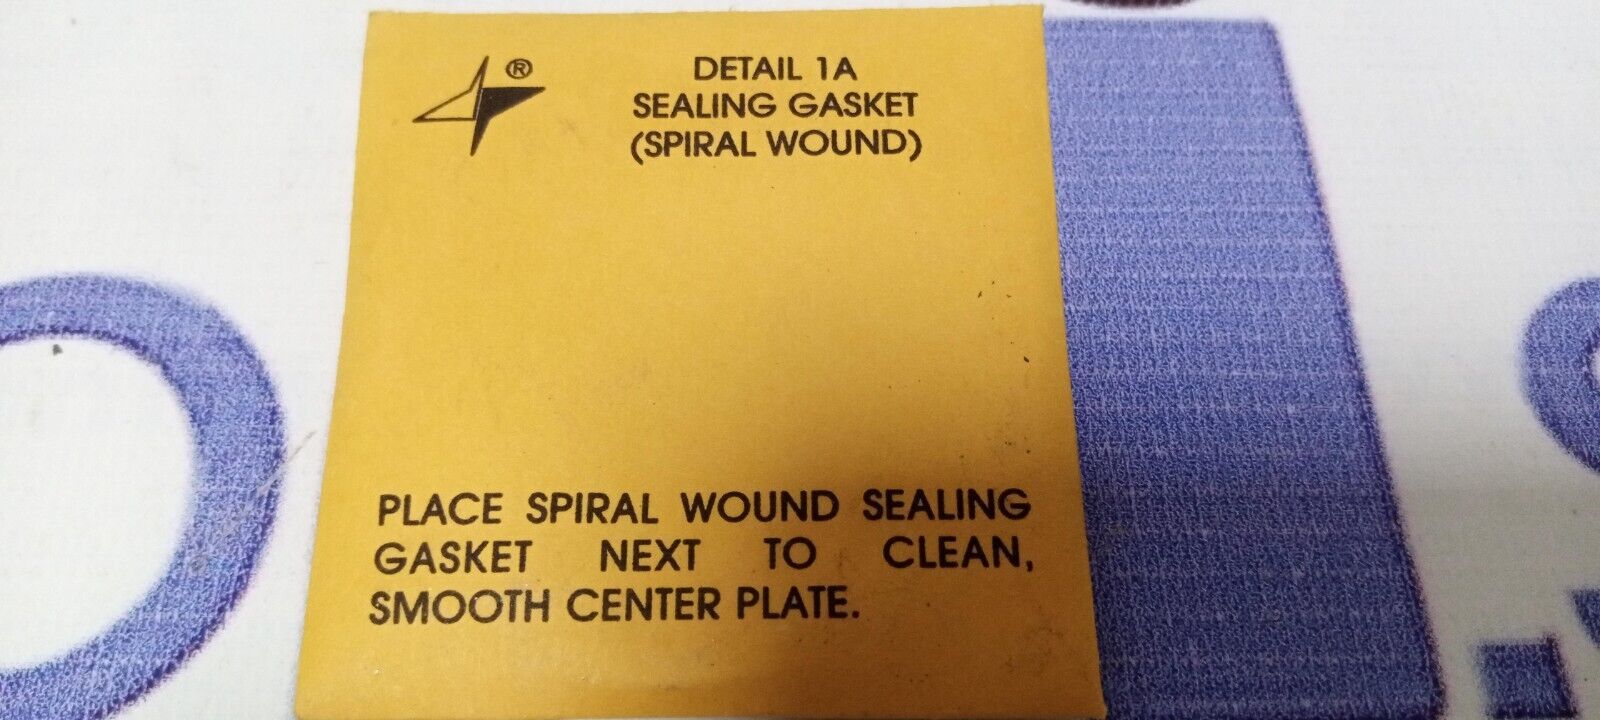 ®
DETAIL 1A
SEALING GASKET
(SPIRAL WOUND)
PLACE SPIRAL WOUND SEALING
GASKET NEXT TO CLEAN,
SMOOTH CENTER PLATE.